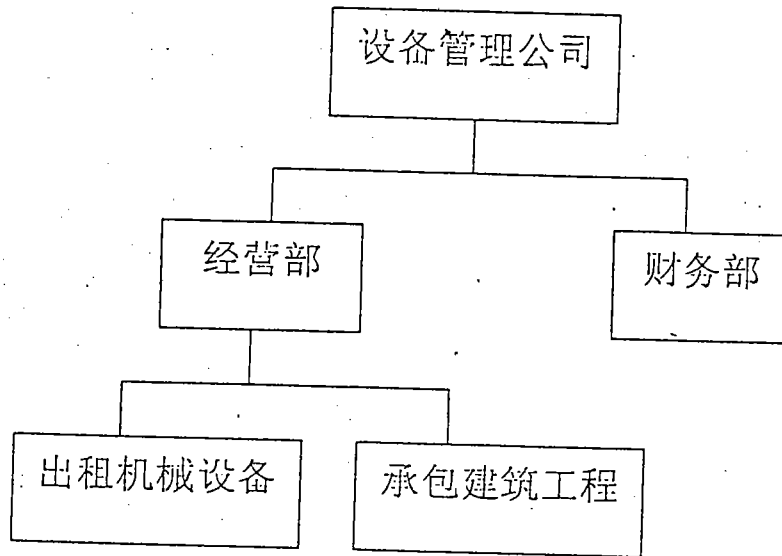 设备管理公司
经营部
财务部
出租机械设备
承包建筑工程